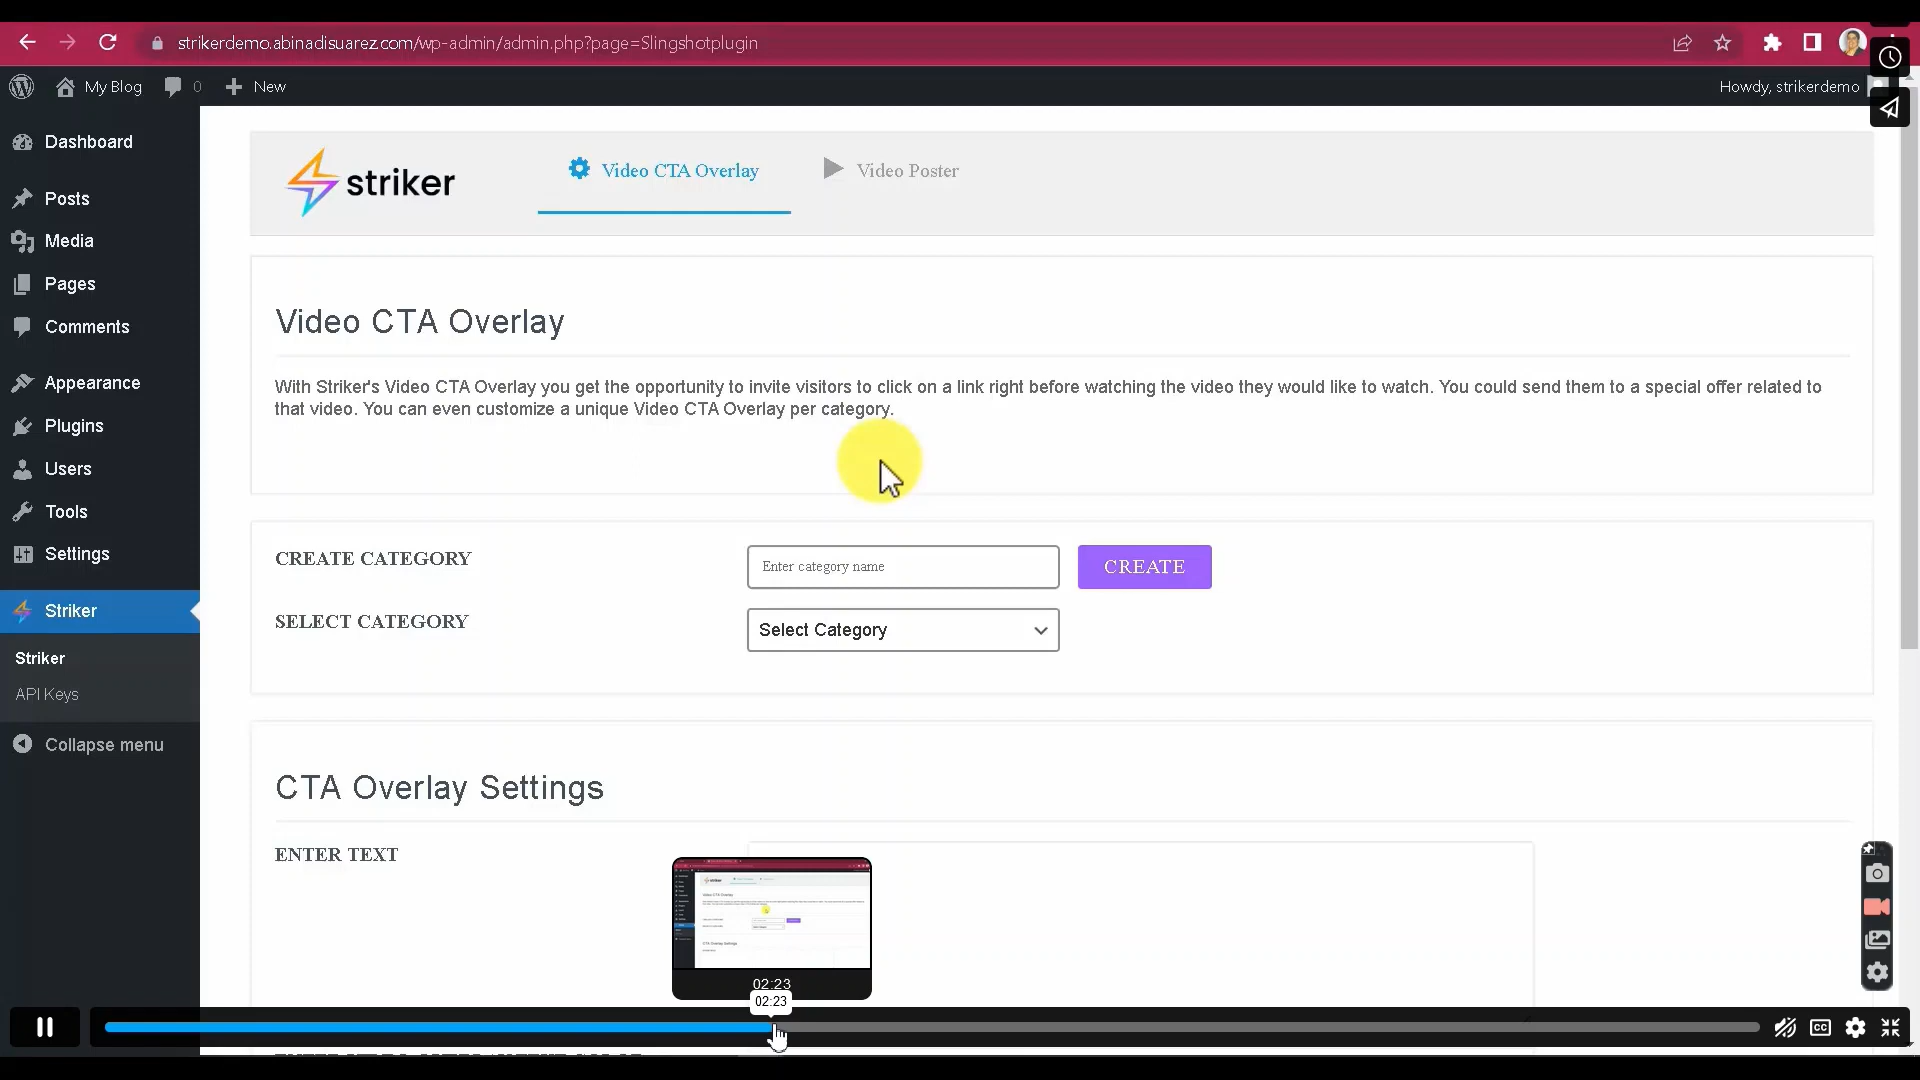 strikerdemo.abinadisuarez.com/wp-admin/admin.php?page=Slingshotplugin
My Blog 0 New Howdy, strikerdemo
Dashboard
Posts
Media
Pages
Comments
Appearance
Plugins
Users
Tools
Settings
Striker
Striker
API Keys
Collapse menu
striker Video CTA Overlay Video Poster
Video CTA Overlay
With Striker's Video CTA Overlay you get the opportunity to invite visitors to click on a link right before watching the video they would like to watch. You could send them to a special offer related to
that video. You can even customize a unique Video CTA Overlay per category.
CREATE CATEGORY Enter category name CREATE
SELECT CATEGORY Select Category
CTA Overlay Settings
ENTER TEXT
02:23
02:23
CC